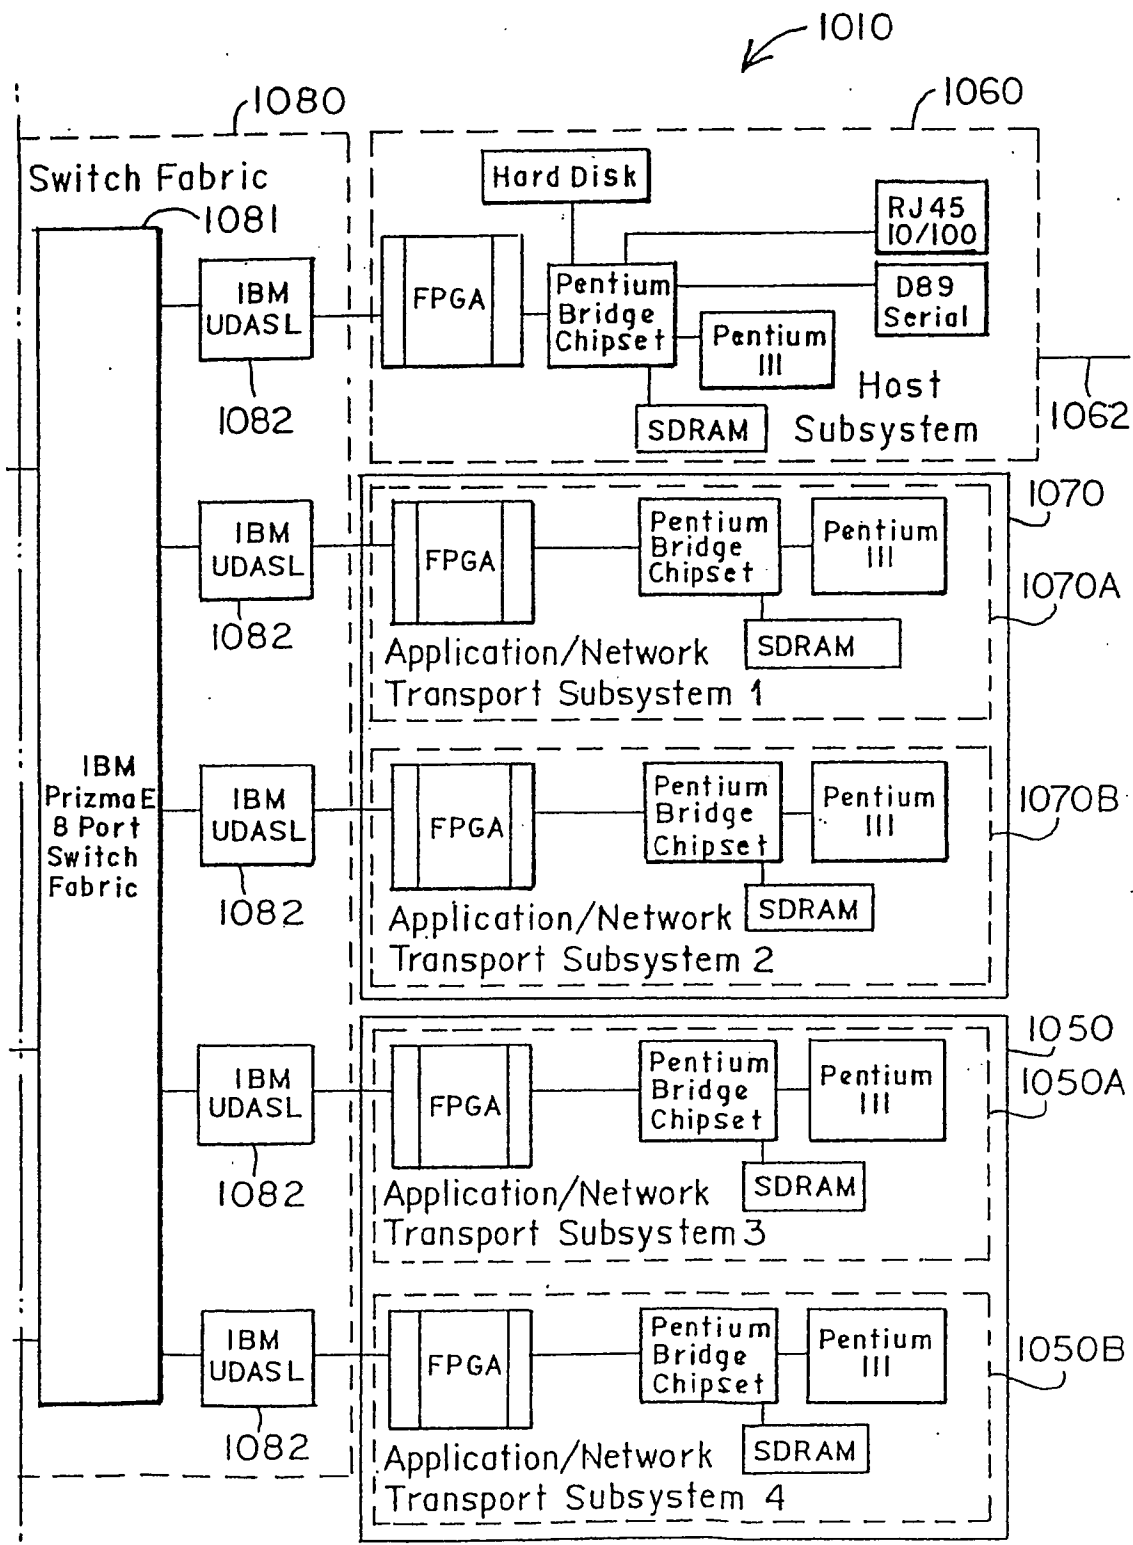 1010
1080
1060
Switch Fabric
1081
Hard Disk
RJ45
10/100
IBM
UDASL
FPGA
Pentium
Bridge
Chipset
D89
Serial
Pentium
III
1082
SDRAM
Host
Subsystem
1062
1070
IBM
UDASL
FPGA
Pentium
Bridge
Chipset
Pentium
III
1070A
1082
SDRAM
Application/Network
Transport Subsystem 1
IBM
PrizmaE
8 Port
Switch
Fabric
IBM
UDASL
FPGA
Pentium
Bridge
Chipset
Pentium
III
1070B
1082
SDRAM
Application/Network
Transport Subsystem 2
1050
IBM
UDASL
FPGA
Pentium
Bridge
Chipset
Pentium
III
1050A
1082
SDRAM
Application/Network
Transport Subsystem 3
IBM
UDASL
FPGA
Pentium
Bridge
Chipset
Pentium
III
1050B
1082
SDRAM
Application/Network
Transport Subsystem 4